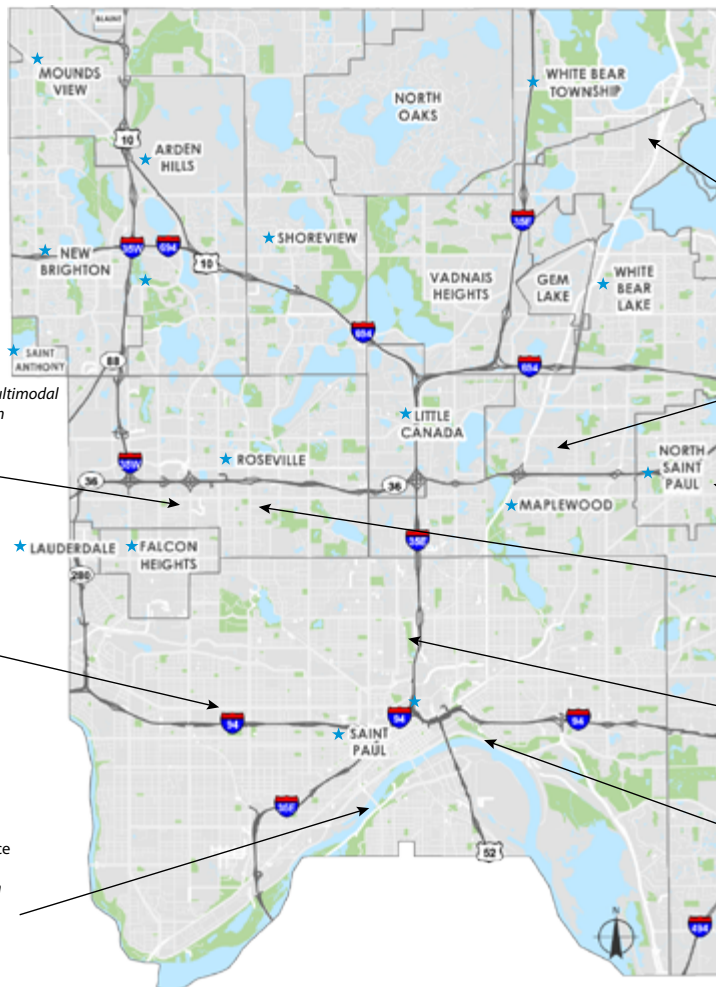 BLAINE
MOUNDS
VIEW
NORTH
OAKS
WHITE BEAR
TOWNSHIP
10
ARDEN
HILLS
35E
SHOREVIEW
NEW
BRIGHTON
35W
694
10
VADNAIS
HEIGHTS
GEM
LAKE
WHITE
BEAR
LAKE
694
SAINT
ANTHONY
88
694
ultimodal
LITTLE
CANADA
35W
ROSEVILLE
36
36
NORTH
SAINT
PAUL
MAPLEWOOD
35E
LAUDERDALE
FALCON
HEIGHTS
280
94
94
94
SAINT
PAUL
35E
52
N
494